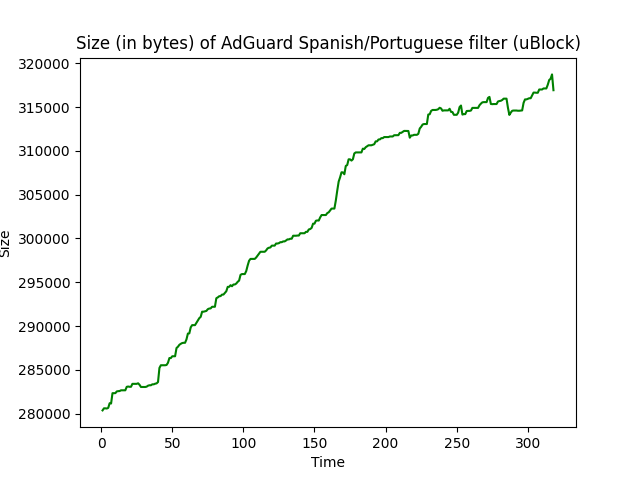 Size (in bytes) of AdGuard Spanish/Portuguese filter (uBlock)
320000
315000
310000
305000
300000
295000
290000
285000
280000
Size
0 50 100 150 200 250 300
Time